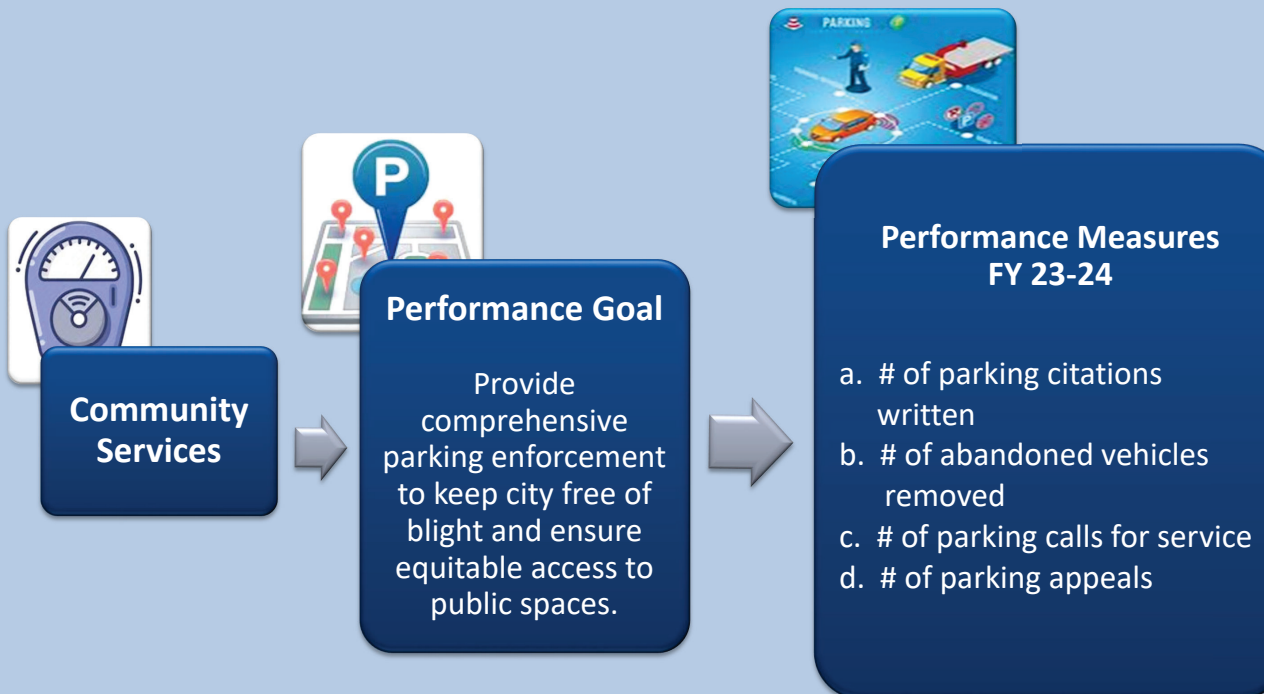 PARKING
P
Community
Services
Performance Goal
Provide
comprehensive
parking enforcement
to keep city free of
blight and ensure
equitable access to
public spaces.
Performance Measures
FY 23-24
a. # of parking citations
written
b. # of abandoned vehicles
removed
c. # of parking calls for service
d. # of parking appeals